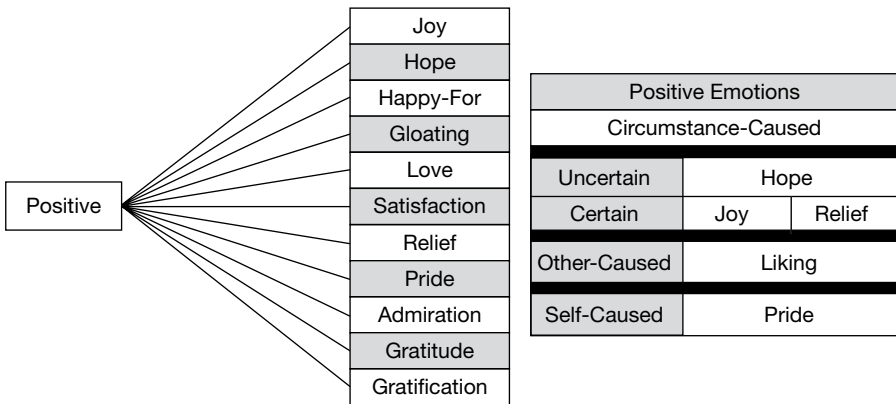 Positive
Joy
Hope
Happy-For
Gloating
Love
Satisfaction
Relief
Pride
Admiration
Gratitude
Gratification
Positive Emotions
Circumstance-Caused
Uncertain Hope
Certain Joy Relief
Other-Caused Liking
Self-Caused Pride